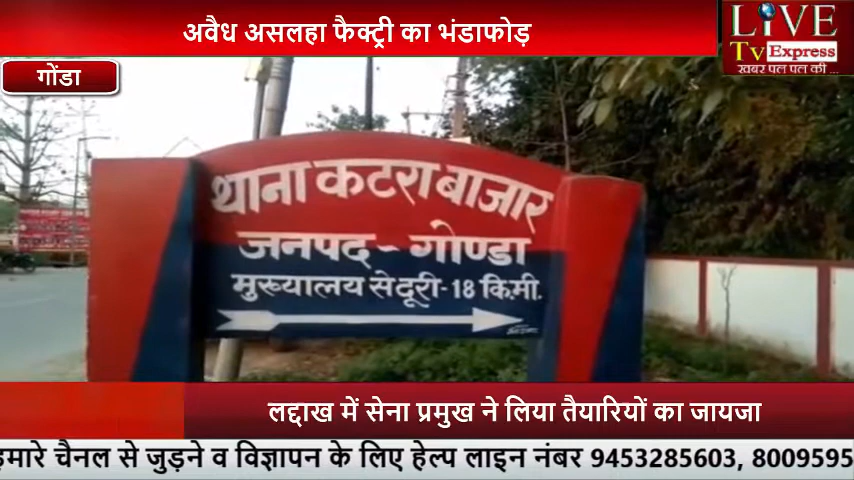 अवैध असलहा फैक्ट्री का भंडाफोड़
LiVE
Tv Express
खबर पल पल की ...
गोंडा
थाना कटरा बाजार
जनपद - गोण्डा
मुख्यालय से दूरी - 18 कि.मी.
लद्दाख में सेना प्रमुख ने लिया तैयारियों का जायजा
हमारे चैनल से जुड़ने व विज्ञापन के लिए हेल्प लाइन नंबर 9453285603, 8009595